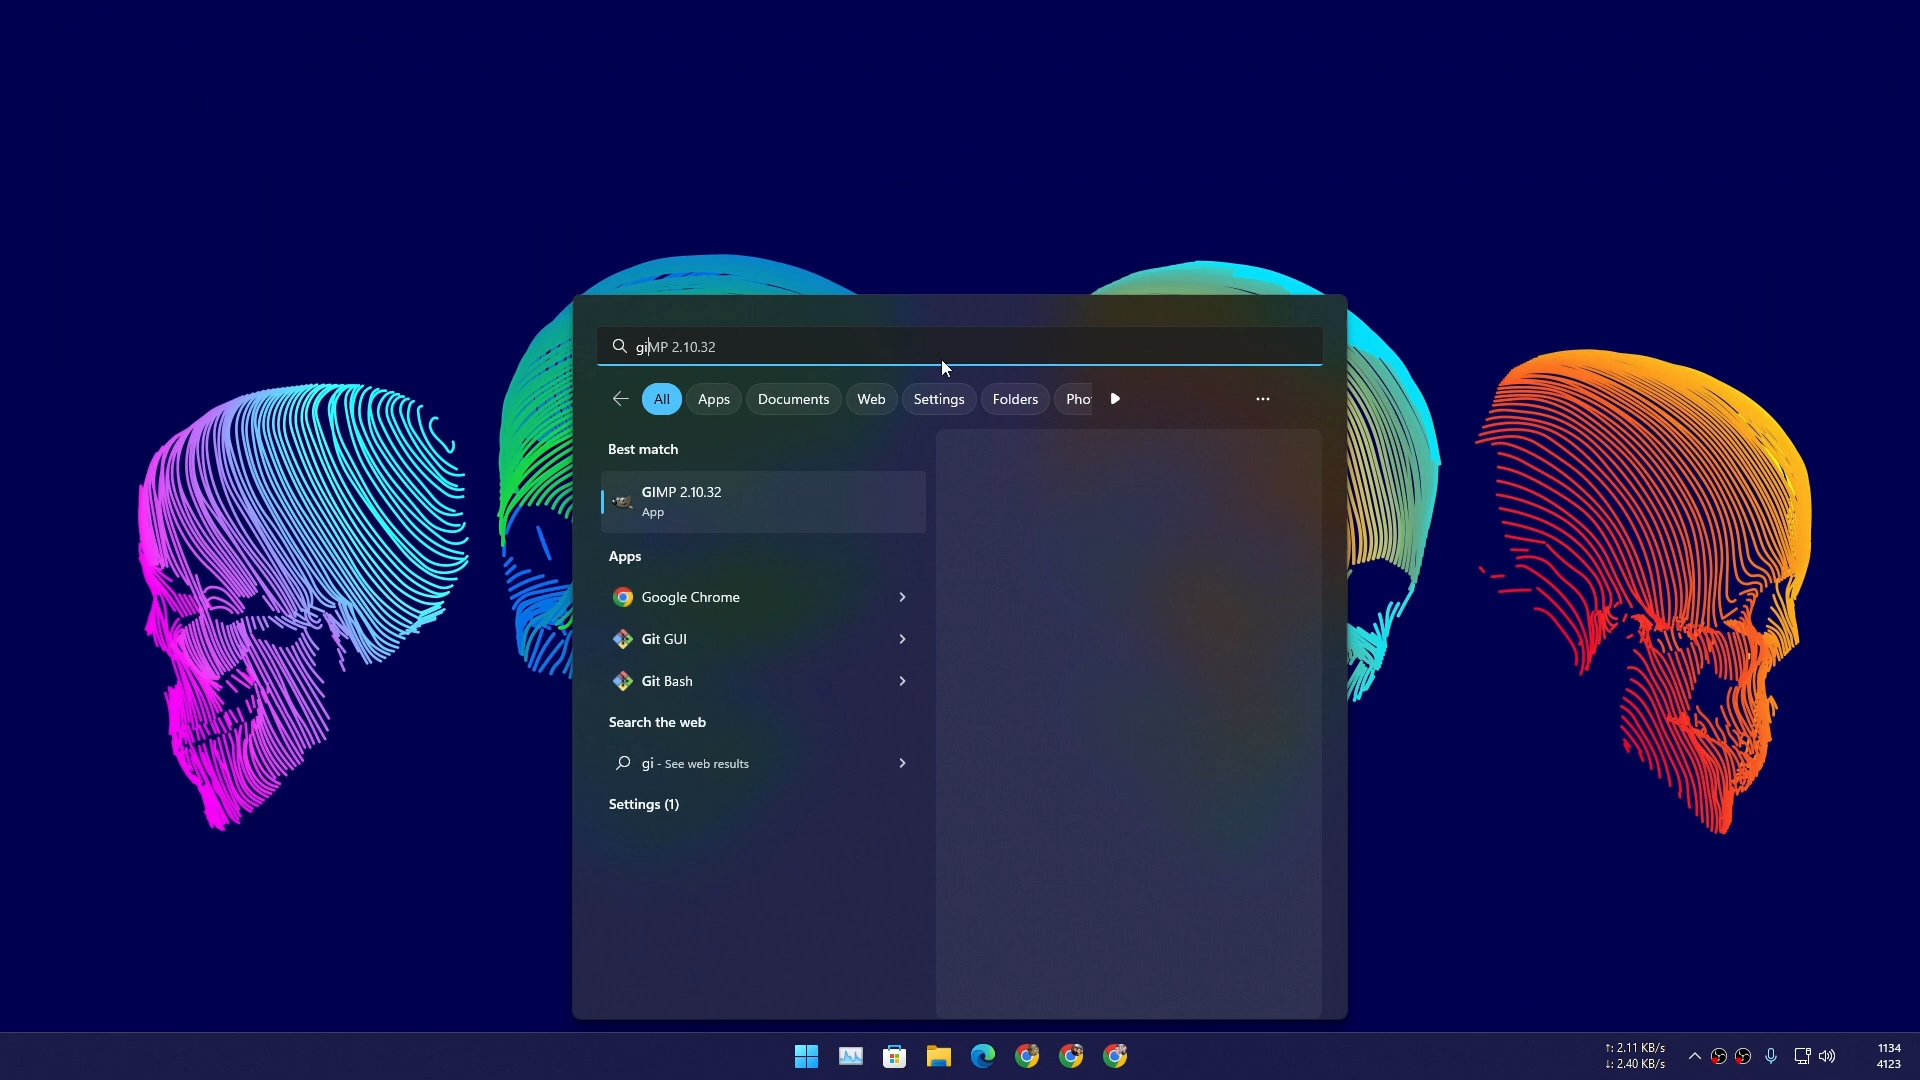 giMP 2.10.32
All Apps Documents Web Settings Folders Pho
Best match
GIMP 2.10.32
App
Apps
Google Chrome
Git GUI
Git Bash
Search the web
gi - See web results
Settings (1)
↑: 2.11 KB/s
↓: 2.40 KB/s
1134
4123